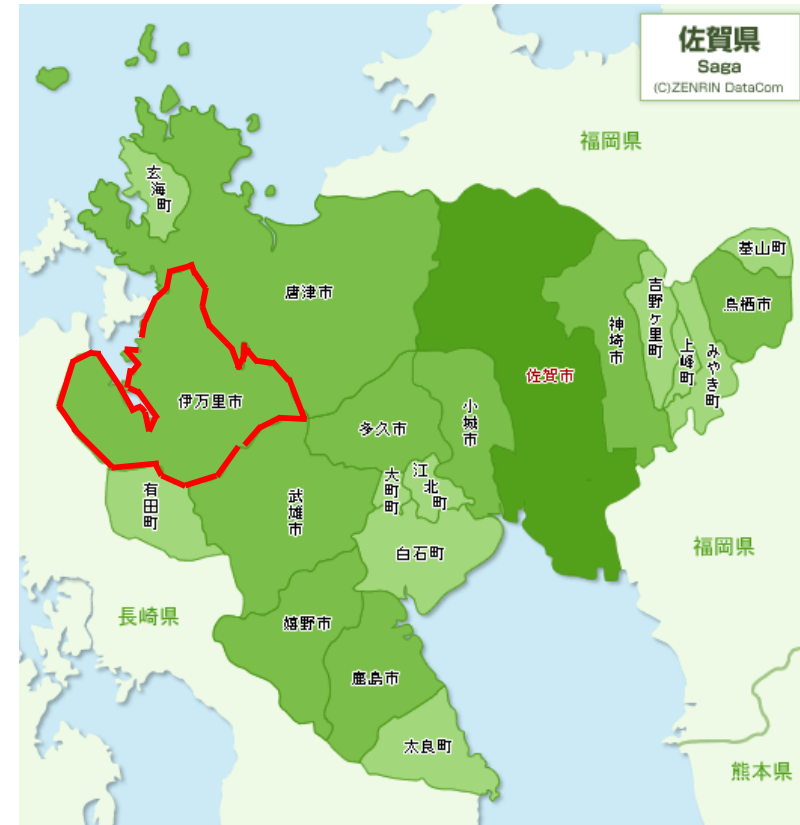 佐賀県
Saga
(C)ZENRIN DataCom
福岡県
玄海町
基山町
唐津市
吉野ヶ里町
鳥栖市
神埼市
上峰町
みやき町
佐賀市
伊万里市
小城市
多久市
江北町
大町町
有田町
武雄市
白石町
福岡県
長崎県
嬉野市
鹿島市
太良町
熊本県